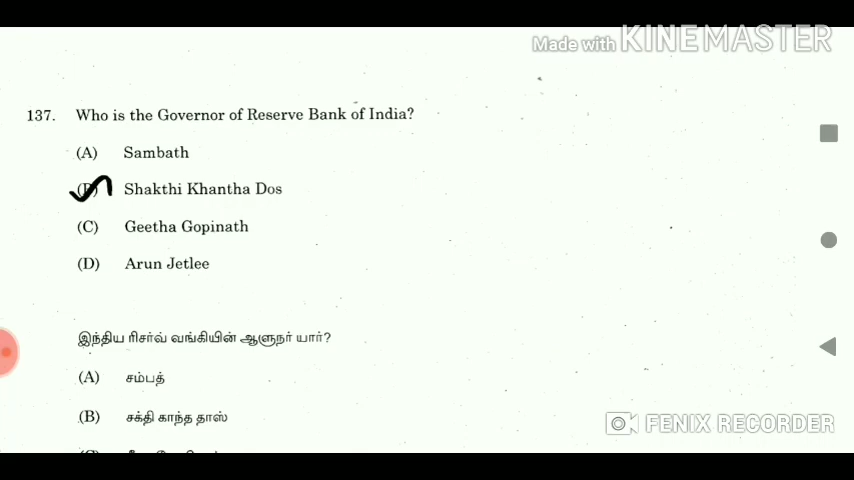 Made with KINEMASTER
137. Who is the Governor of Reserve Bank of India?
(A) Sambath
(B) Shakthi Khantha Dos
(C) Geetha Gopinath
(D) Arun Jetlee
இந்திய ரிசர்வ் வங்கியின் ஆளுநர் யார்?
(A) சம்பத்
(B) சக்தி காந்த தாஸ்
FENIX RECORDER